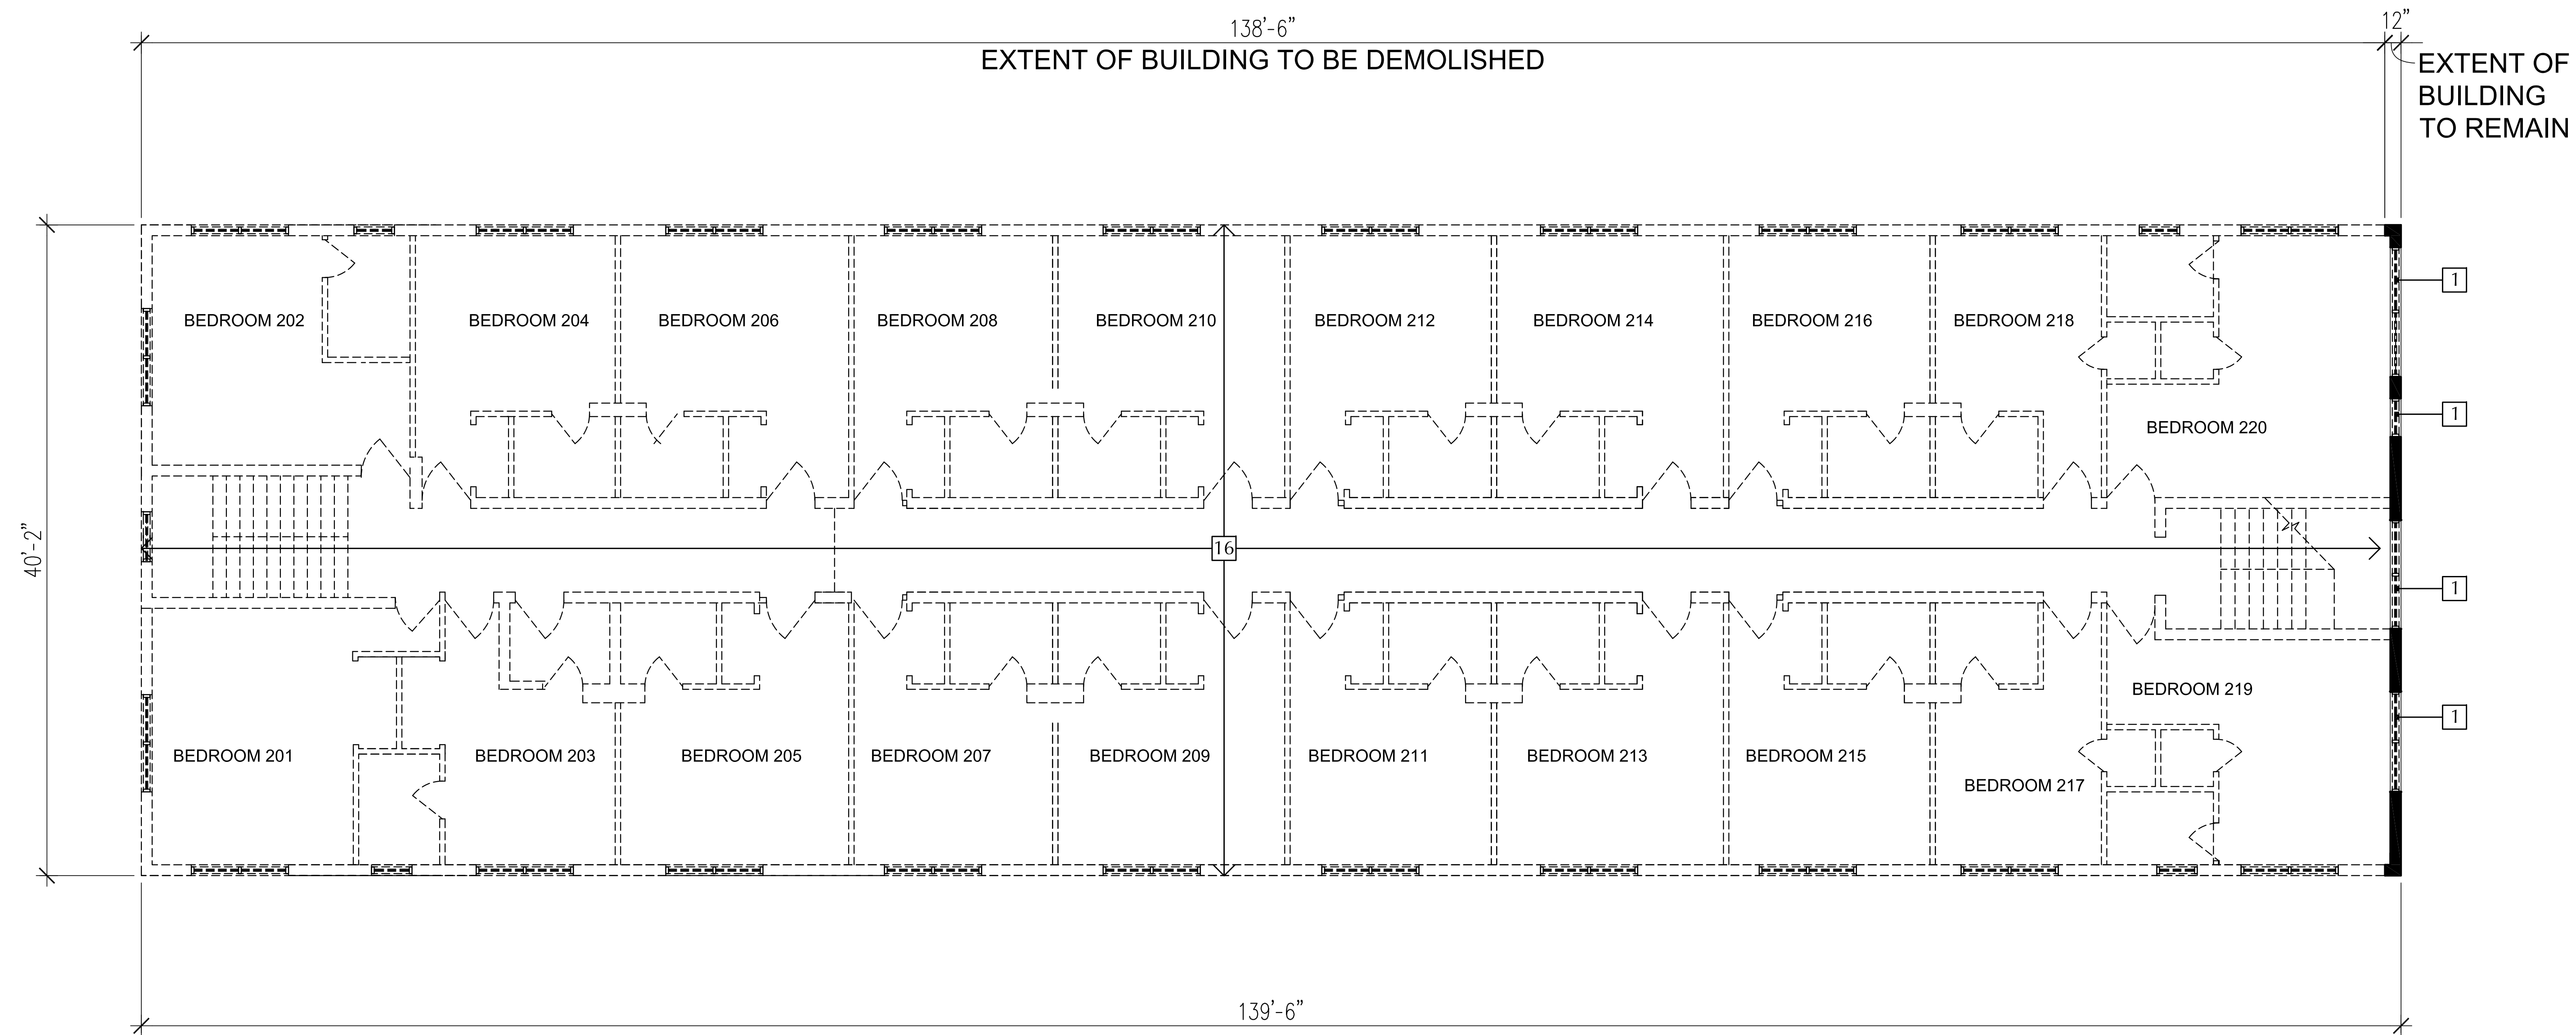 138'-6"
12"
EXTENT OF BUILDING TO BE DEMOLISHED
EXTENT OF
BUILDING
TO REMAIN
1
BEDROOM 202
BEDROOM 204
BEDROOM 206
BEDROOM 208
BEDROOM 210
BEDROOM 212
BEDROOM 214
BEDROOM 216
BEDROOM 218
1
BEDROOM 220
40'-2"
16
1
BEDROOM 219
1
BEDROOM 201
BEDROOM 203
BEDROOM 205
BEDROOM 207
BEDROOM 209
BEDROOM 211
BEDROOM 213
BEDROOM 215
BEDROOM 217
139'-6"